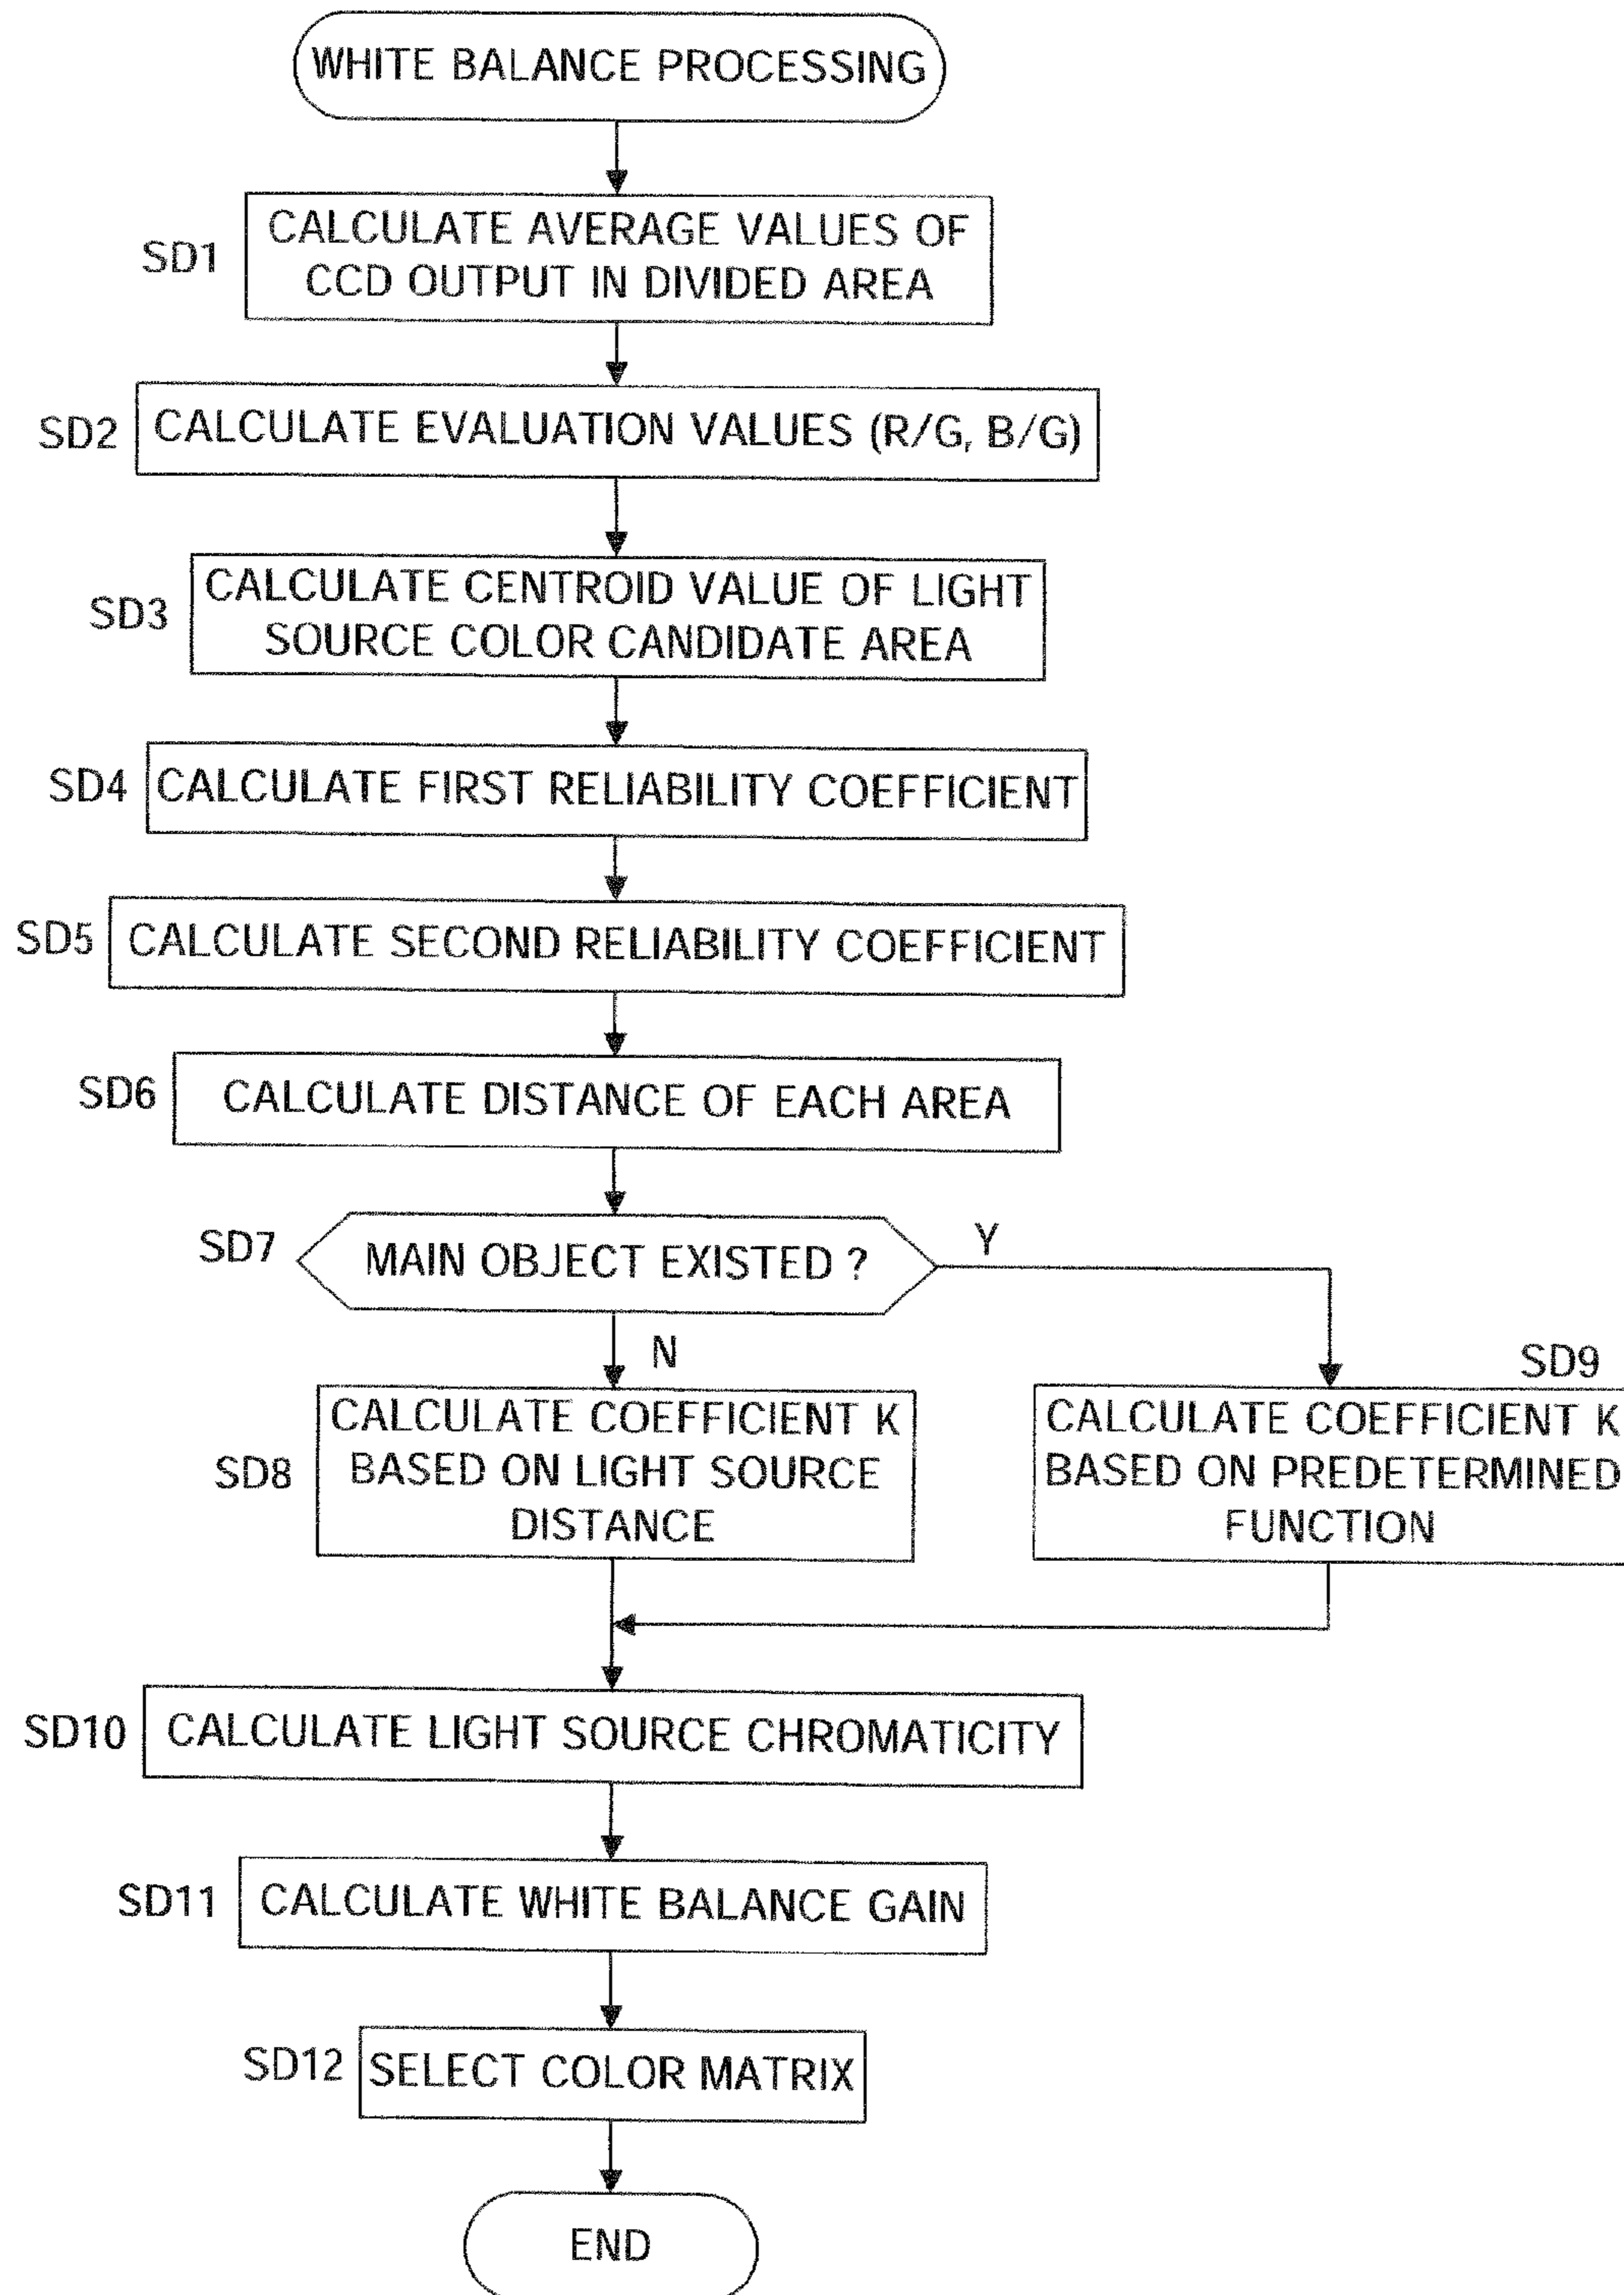 WHITE BALANCE PROCESSING
SD1
CALCULATE AVERAGE VALUES OF
CCD OUTPUT IN DIVIDED AREA
SD2
CALCULATE EVALUATION VALUES (R/G, B/G)
SD3
CALCULATE CENTROID VALUE OF LIGHT
SOURCE COLOR CANDIDATE AREA
SD4
CALCULATE FIRST RELIABILITY COEFFICIENT
SD5
CALCULATE SECOND RELIABILITY COEFFICIENT
SD6
CALCULATE DISTANCE OF EACH AREA
SD7
MAIN OBJECT EXISTED ?
Y
N
SD8
CALCULATE COEFFICIENT K
BASED ON LIGHT SOURCE
DISTANCE
SD9
CALCULATE COEFFICIENT K
BASED ON PREDETERMINED
FUNCTION
SD10
CALCULATE LIGHT SOURCE CHROMATICITY
SD11
CALCULATE WHITE BALANCE GAIN
SD12
SELECT COLOR MATRIX
END